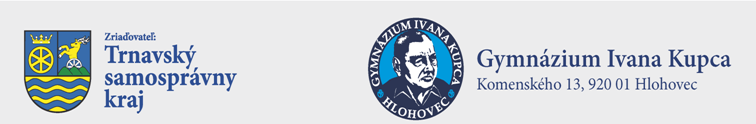 Zriaďovateľ:
Trnavský
samosprávny
kraj
GYMNÁZIUM IVANA KUPCA
HLOHOVEC
Gymnázium Ivana Kupca
Komenského 13, 920 01 Hlohovec